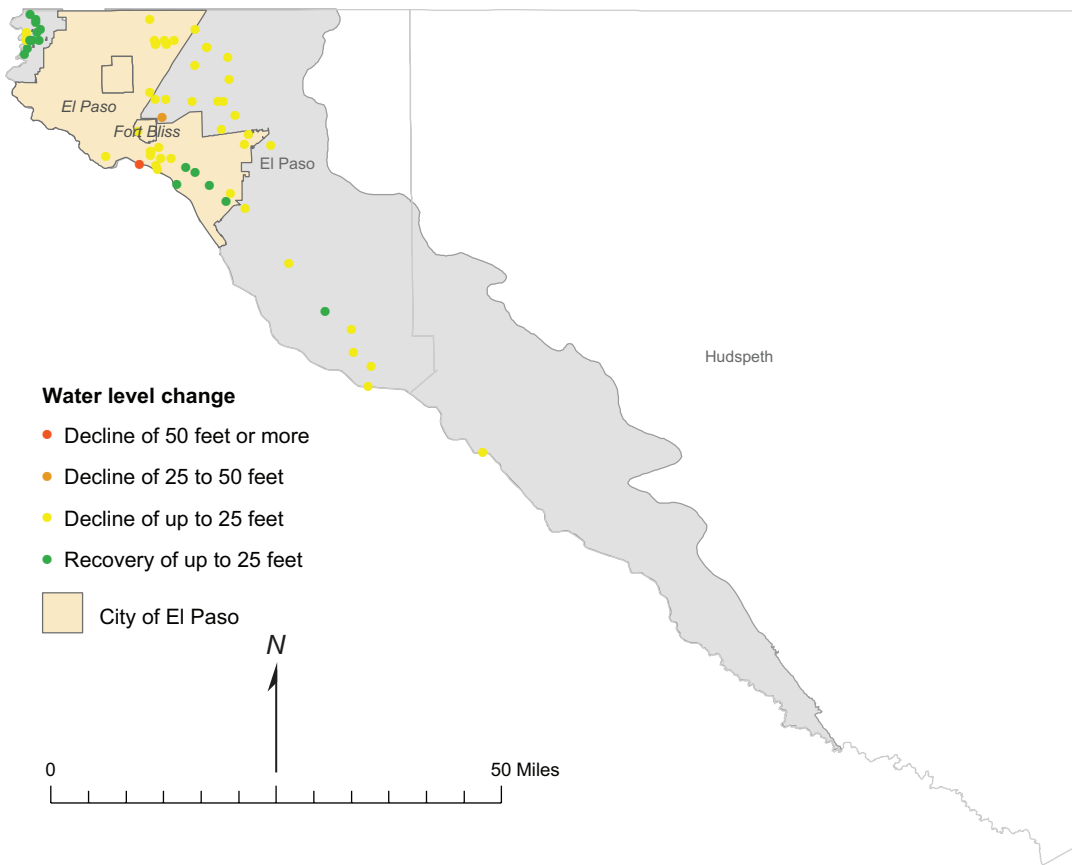 El Paso
Fort Bliss
El Paso
Hudspeth
Water level change
Decline of 50 feet or more
Decline of 25 to 50 feet
Decline of up to 25 feet
Recovery of up to 25 feet
City of El Paso
N
0 50 Miles